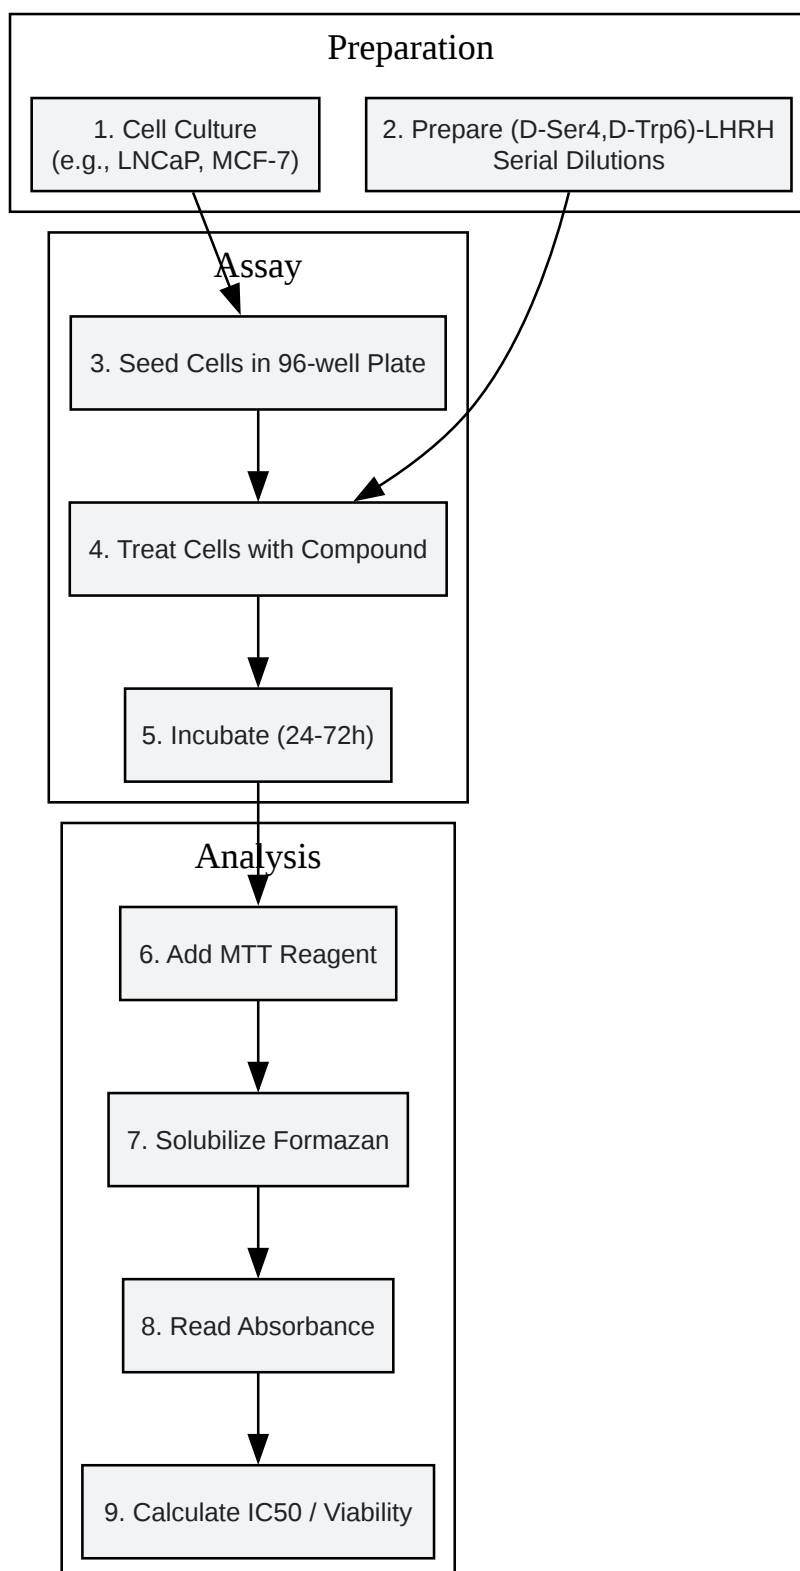 Preparation
1. Cell Culture
(e.g., LNCaP, MCF-7)
2. Prepare (D-Ser4,D-Trp6)-LHRH
Serial Dilutions
Assay
3. Seed Cells in 96-well Plate
4. Treat Cells with Compound
5. Incubate (24-72h)
Analysis
6. Add MTT Reagent
7. Solubilize Formazan
8. Read Absorbance
9. Calculate IC50 / Viability